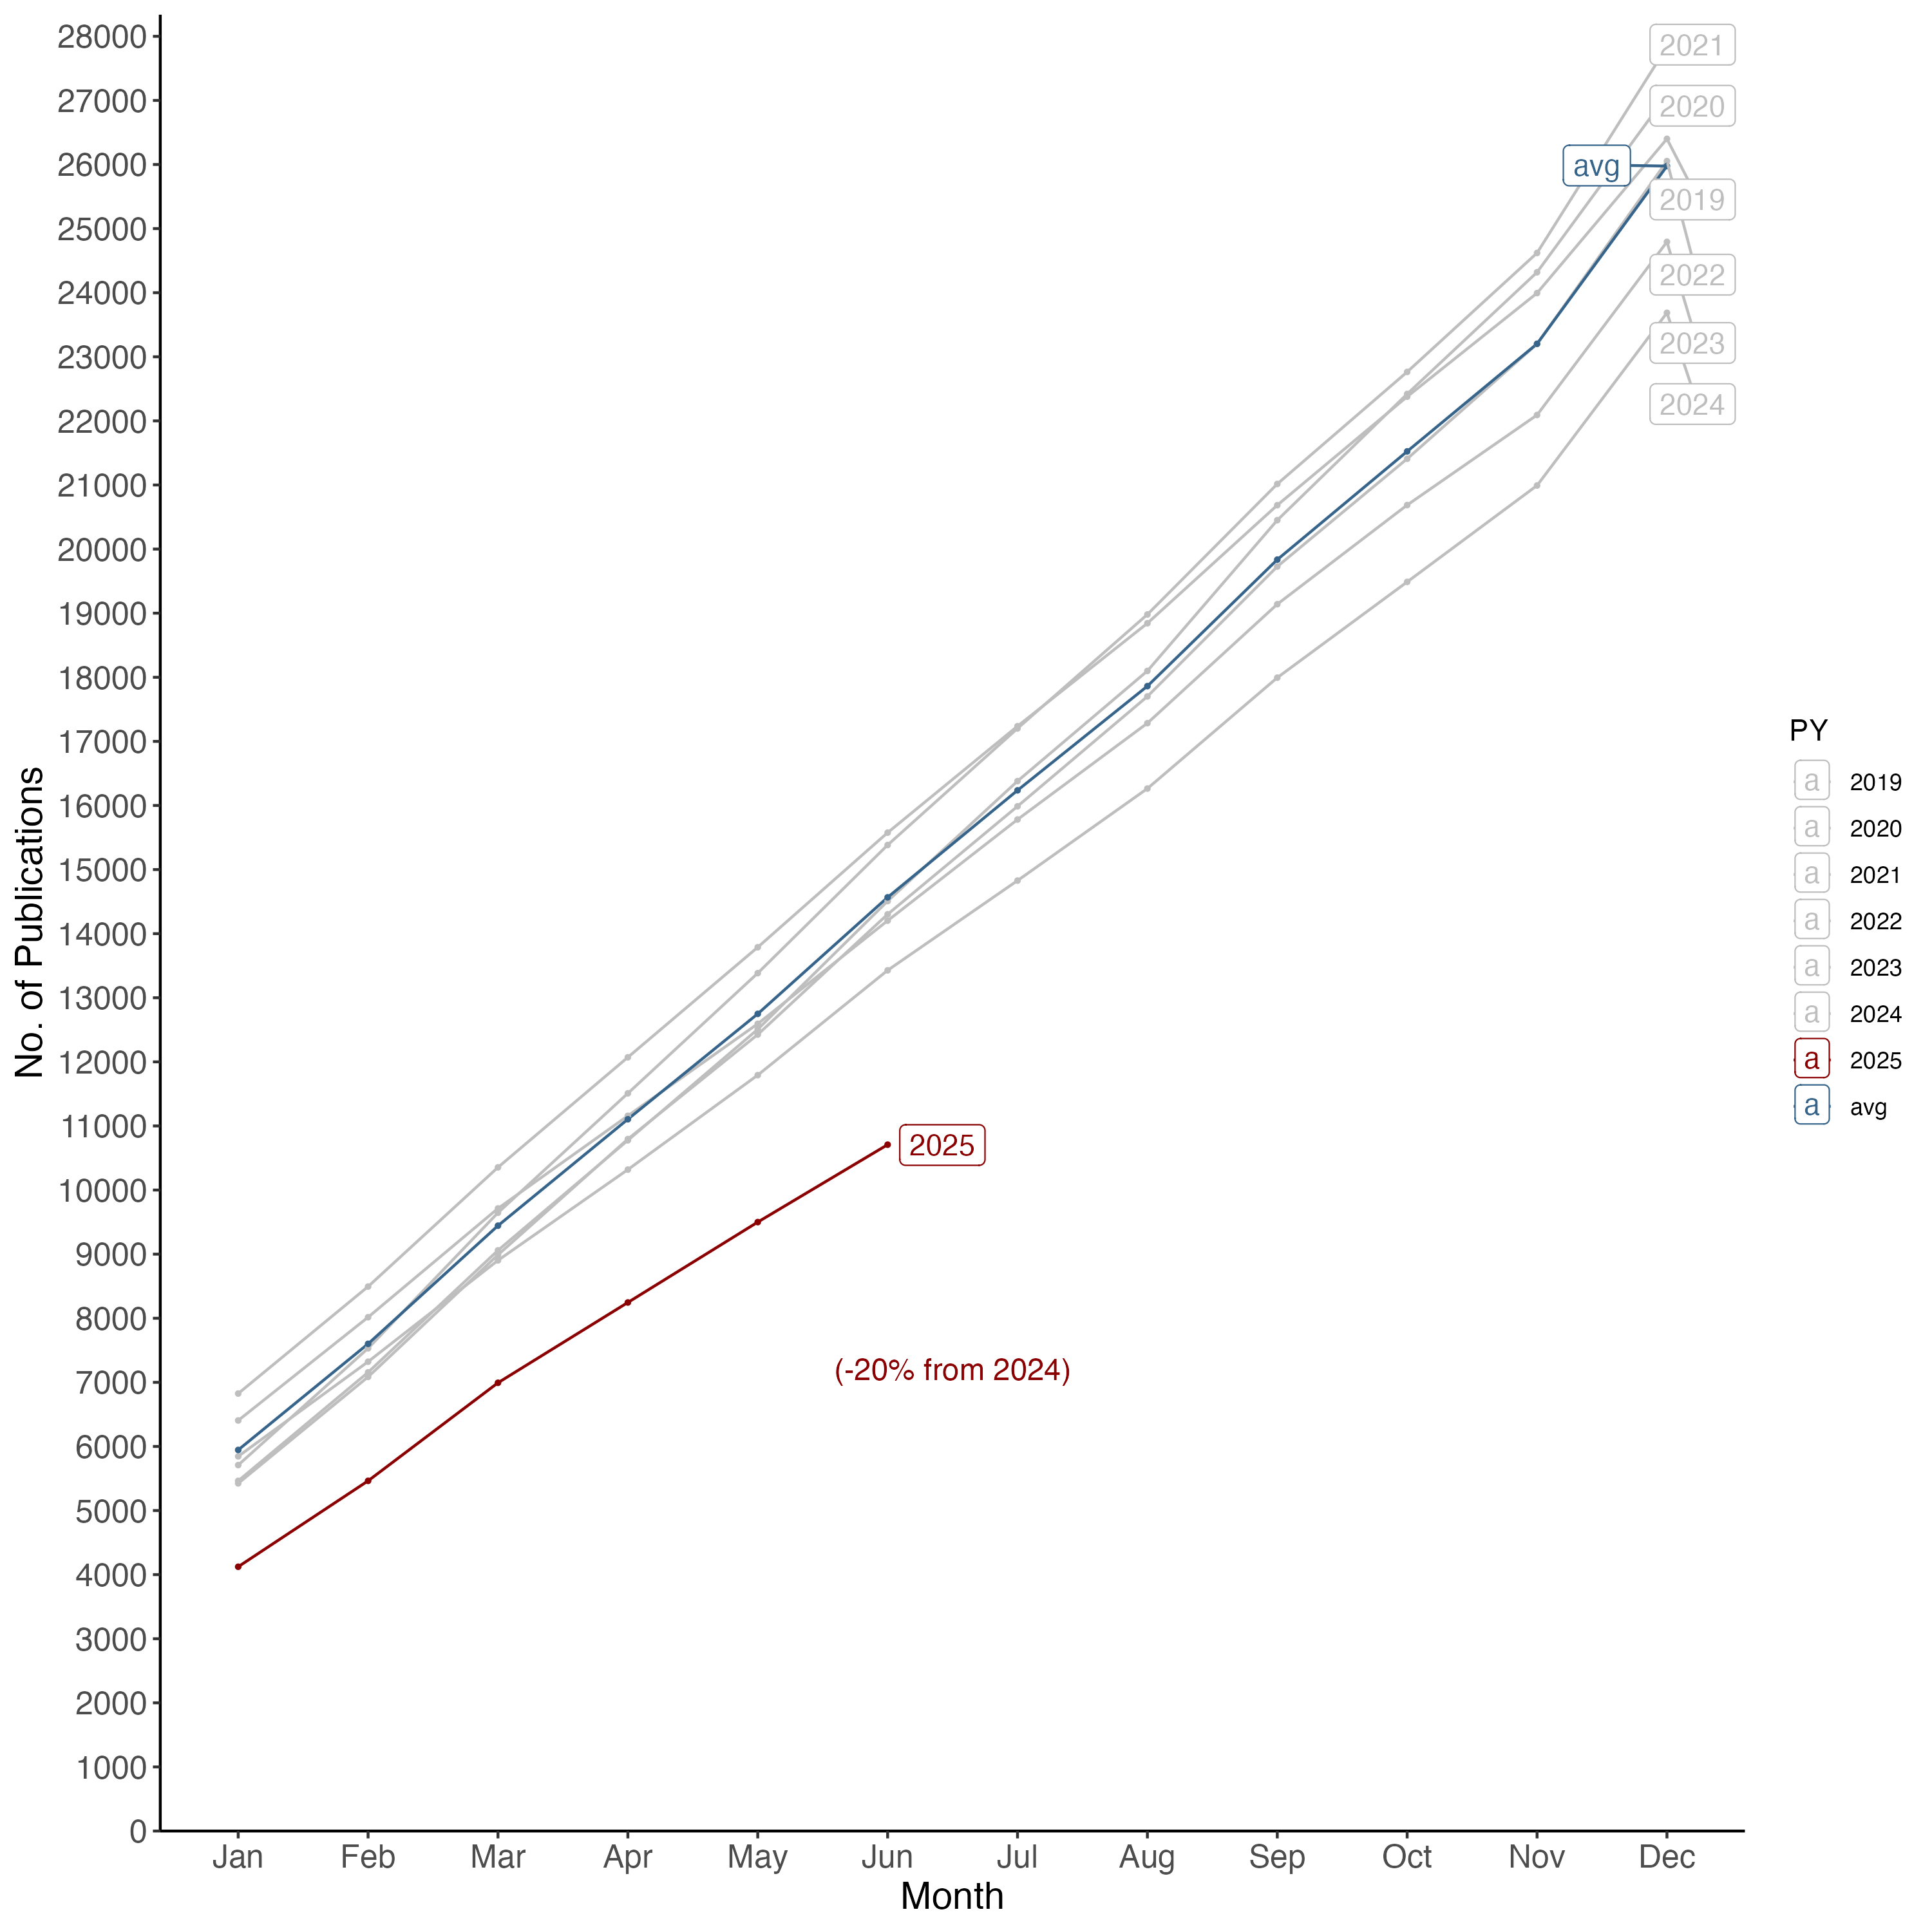 28000
27000
26000
25000
24000
23000
22000
21000
20000
19000
18000
17000
16000
15000
14000
13000
12000
11000
10000
9000
8000
7000
6000
5000
4000
3000
2000
1000
0
No. of Publications
2021
2020
avg
2019
2022
2023
2024
2025
(-20% from 2024)
Jan Feb Mar Apr May Jun Jul Aug Sep Oct Nov Dec
Month
PY
a 2019
a 2020
a 2021
a 2022
a 2023
a 2024
a 2025
a avg